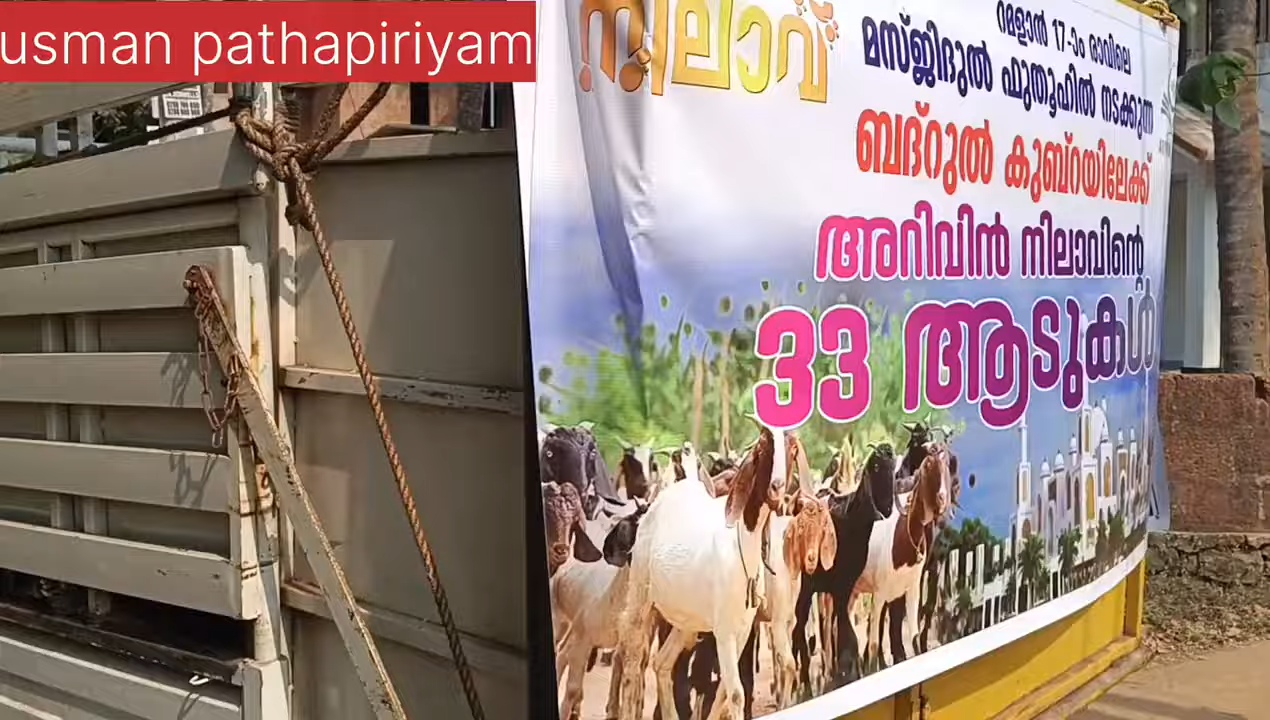 usman pathapiriyam
നിലാവ്
റമളാൻ 17-ാം രാവിലെ
മസ്ജിദുൽ ഫുതൂഹിൽ നടക്കുന്ന
ബദ്റുൽ കുബ്റയിലേക്ക്
അറിവിൻ നിലാവിന്റെ
33 ആടുകൾ